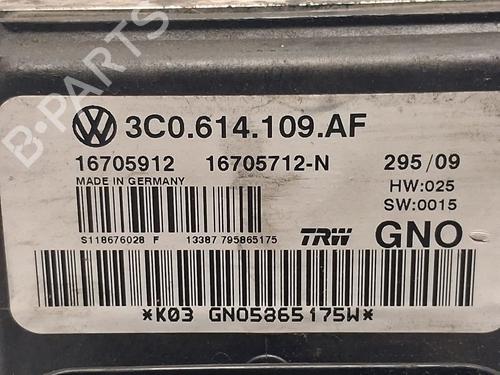 B-PARTS
3C0.614.109.AF
16705912 16705712-N 295/09
MADE IN GERMANY
HW:025
SW:0015
S118676028 F 13387 795865175 TRW GNO
*K03 GNO5865175W*